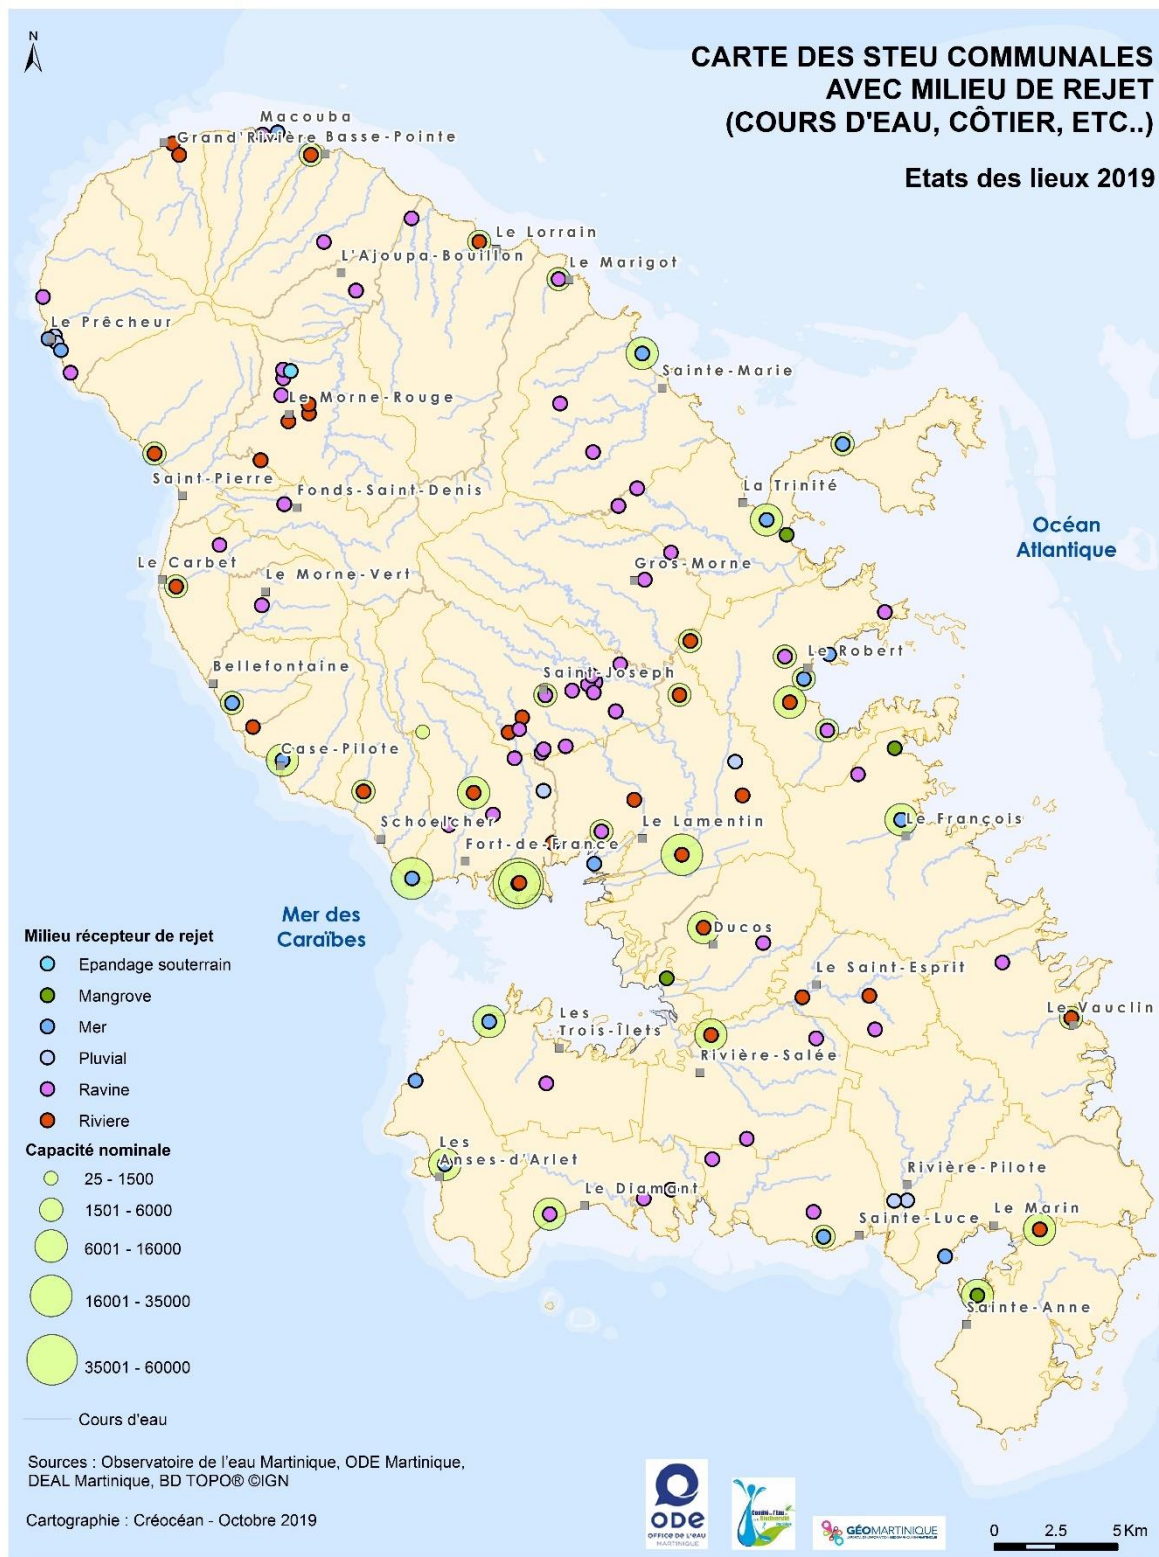 N
CARTE DES STEU COMMUNALES
AVEC MILIEU DE REJET
(COURS D'EAU, CÔTIER, ETC..)
Etats des lieux 2019
Macouba
Grand'Rivière
Basse-Pointe
Le Lorrain
L'Ajoupa-Bouillon
Le Marigot
Le Prêcheur
Sainte-Marie
Le Morne-Rouge
Saint-Pierre
Fonds-Saint-Denis
La Trinité
Océan
Atlantique
Le Carbet
Le Morne-Vert
Gros-Morne
Bellefontaine
Saint-Joseph
Le Robert
Case-Pilote
Schoelcher
Le Lamentin
Le François
Fort-de-France
Mer des
Caraïbes
Ducos
Le Saint-Esprit
Le Vauclin
Les
Trois-Îlets
Rivière-Salée
Les
Anses-d'Arlet
Le Diamant
Rivière-Pilote
Sainte-Luce
Le Marin
Sainte-Anne
Milieu récepteur de rejet
Epandage souterrain
Mangrove
Mer
Pluvial
Ravine
Riviere
Capacité nominale
25 - 1500
1501 - 6000
6001 - 16000
16001 - 35000
35001 - 60000
Cours d'eau
Sources : Observatoire de l'eau Martinique, ODE Martinique,
DEAL Martinique, BD TOPO® ©IGN
Cartographie : Créocéan - Octobre 2019
ODE
OFFICE DE L'EAU
MARTINIQUE
GÉOMARTINIQUE
0 2.5 5 Km